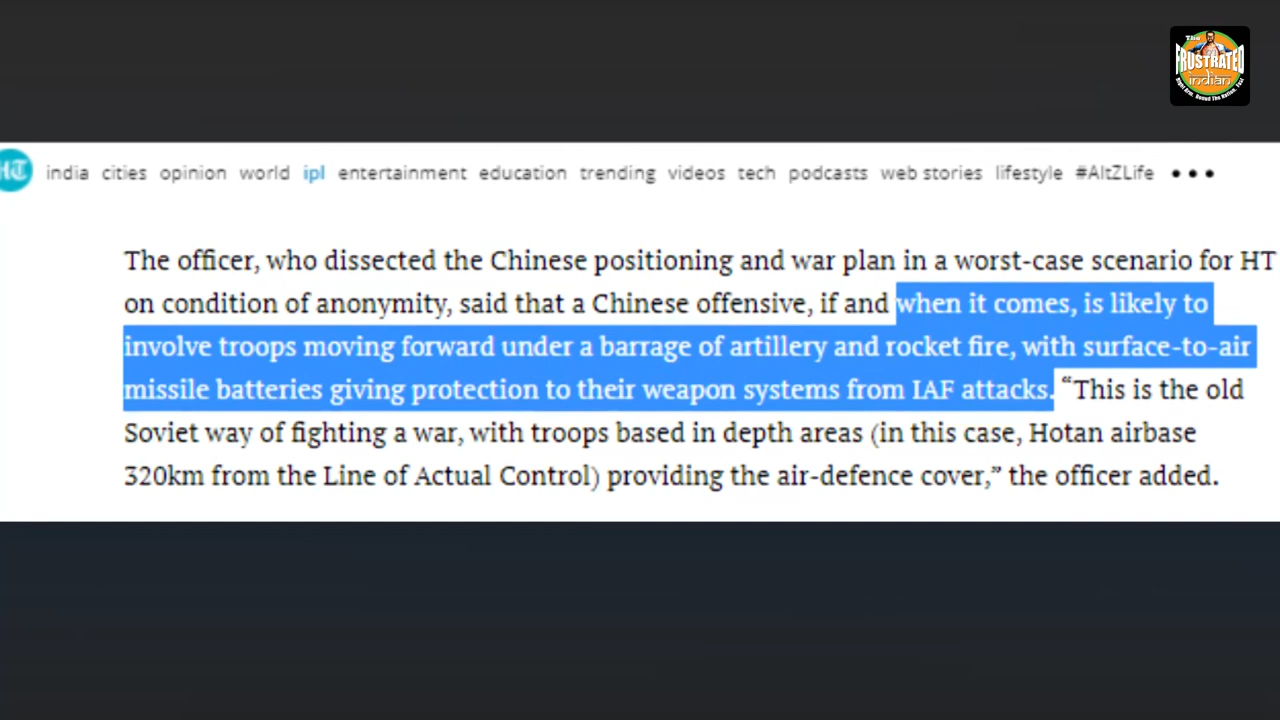 The
FRUSTRATED
indian
HT india cities opinion world ipl entertainment education trending videos tech podcasts web stories lifestyle #AltZLife •••
The officer, who dissected the Chinese positioning and war plan in a worst-case scenario for HT
on condition of anonymity, said that a Chinese offensive, if and when it comes, is likely to
involve troops moving forward under a barrage of artillery and rocket fire, with surface-to-air
missile batteries giving protection to their weapon systems from IAF attacks. “This is the old
Soviet way of fighting a war, with troops based in depth areas (in this case, Hotan airbase
320km from the Line of Actual Control) providing the air-defence cover,” the officer added.